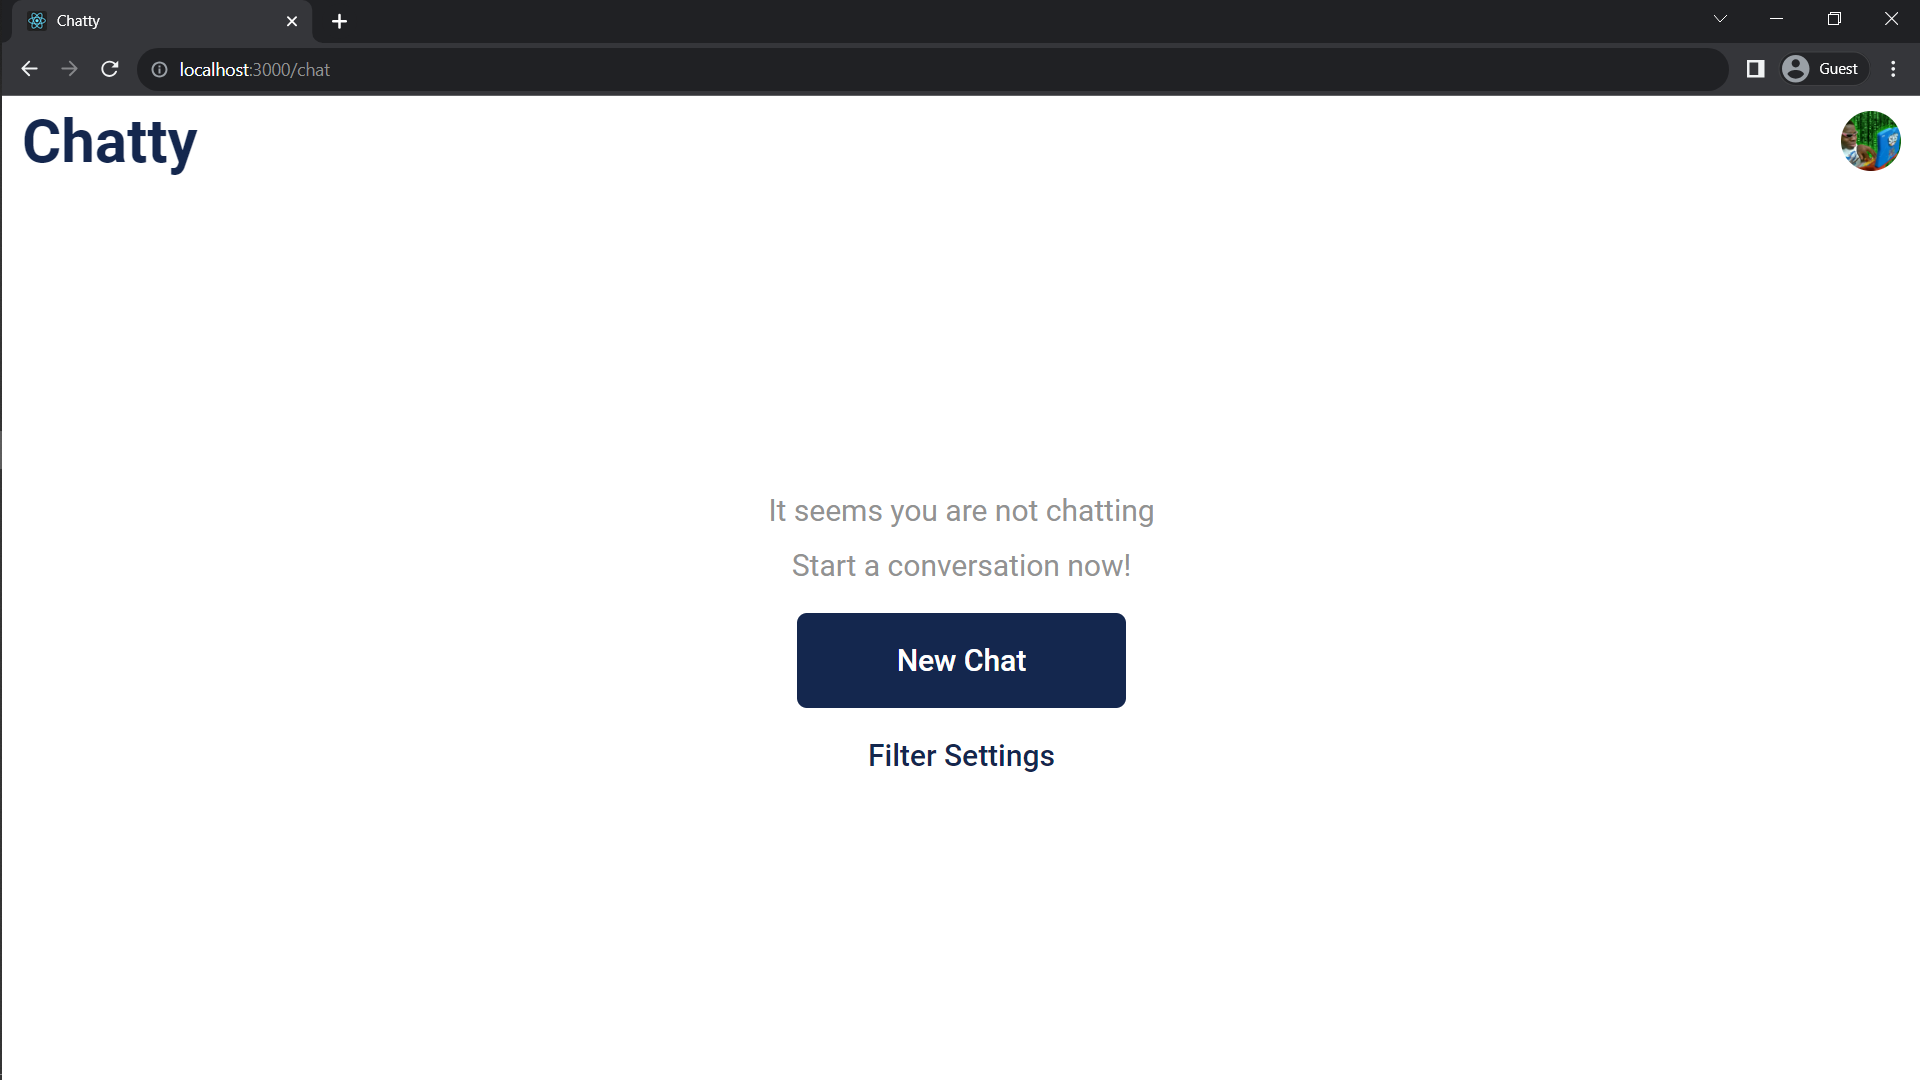 Chatty
localhost:3000/chat
Guest
Chatty
It seems you are not chatting
Start a conversation now!
New Chat
Filter Settings